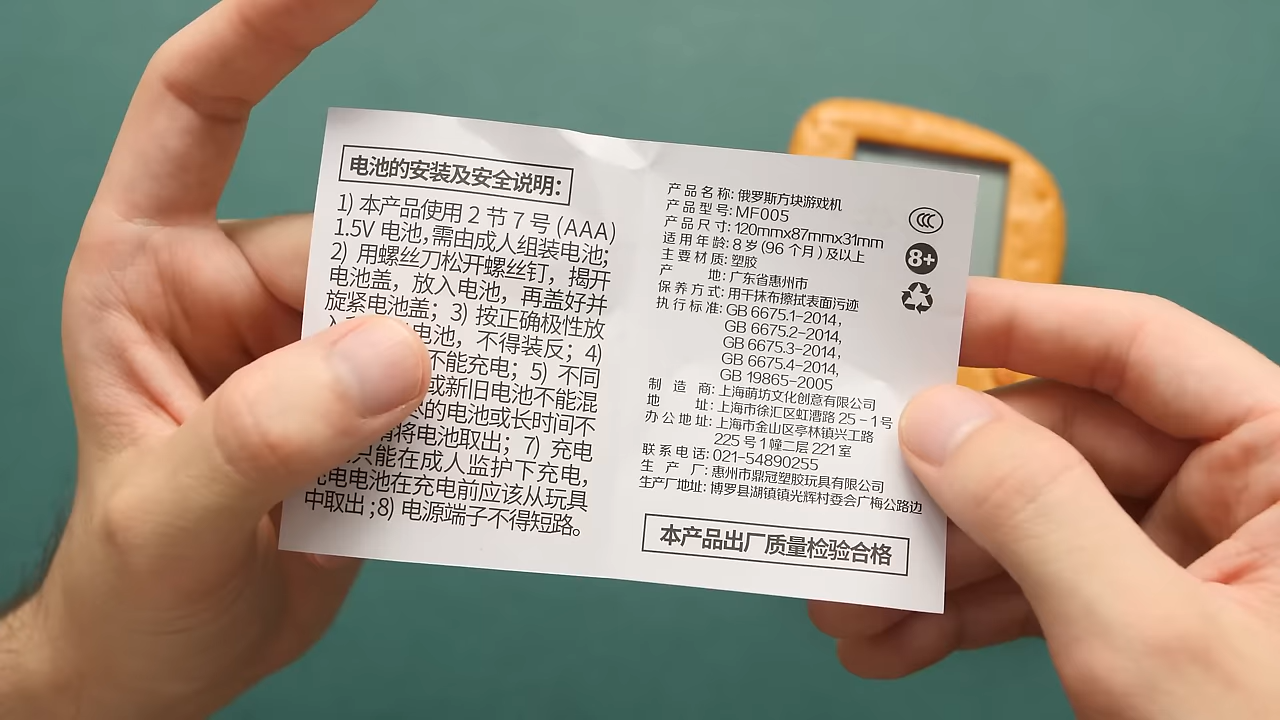 电池的安装及安全说明:
1) 本产品使用 2 节 7 号 (AAA)
1.5V 电池,需由成人组装电池;
2) 用螺丝刀松开螺丝钉，揭开
电池盖，放入电池，再盖好并
旋紧电池盖；3) 按正确极性放
电池，不得装反；4)
不能充电；5) 不同
或新旧电池不能混
的电池或长时间不
将电池取出；7) 充电
只能在成人监护下充电，
电电池在充电前应该从玩具
中取出 ;8) 电源端子不得短路。
产品名称: 俄罗斯方块游戏机
产品型号: MF005
产品尺寸: 120mmx87mmx31mm
适用年龄: 8 岁 (96 个月 ) 及以上
主要材质: 塑胶
产 地: 广东省惠州市
保养方式: 用干抹布擦拭表面污迹
执行标准: GB 6675.1-2014,
GB 6675.2-2014,
GB 6675.3-2014,
GB 6675.4-2014,
GB 19865-2005
制 造 商: 上海萌坊文化创意有限公司
地 址: 上海市徐汇区虹漕路 25 - 1 号
办公地址: 上海市金山区亭林镇兴工路
225 号 1 幢二层 221 室
联系电话: 021-54890255
生 产 厂: 惠州市鼎冠塑胶玩具有限公司
生产厂地址: 博罗县湖镇镇光辉村委会广梅公路边
本产品出厂质量检验合格
CCC
8+